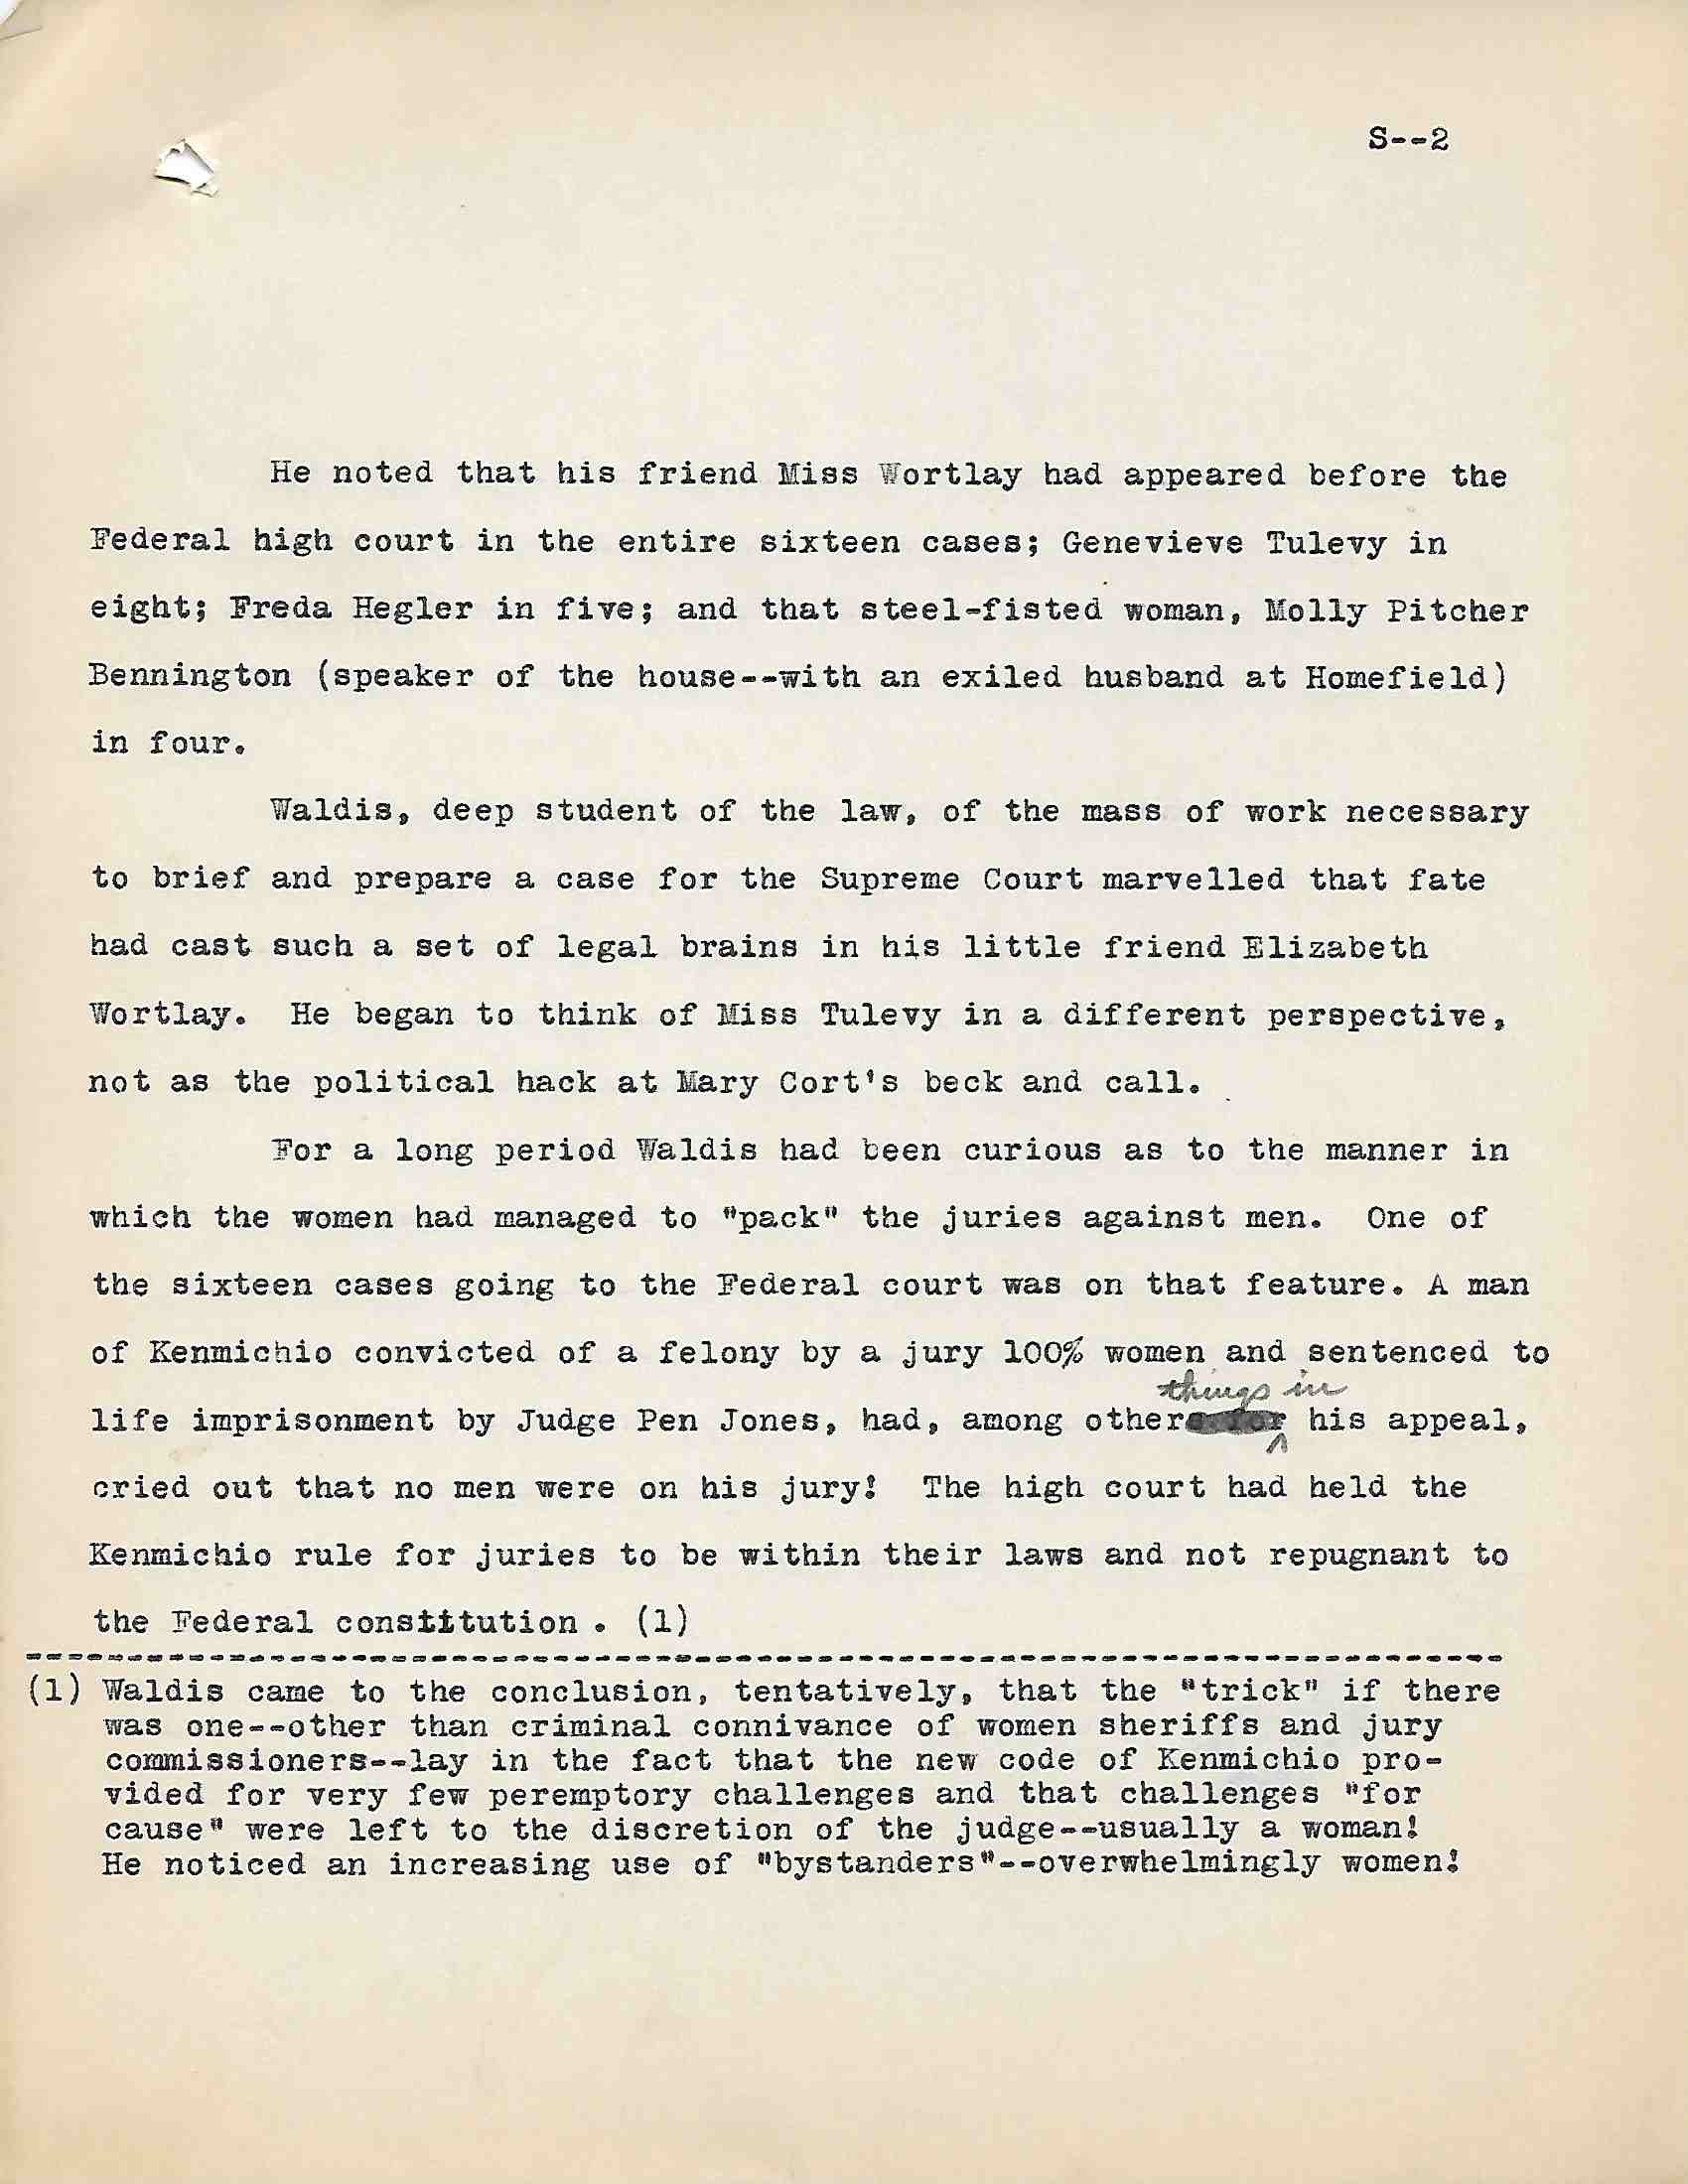 S--2
He noted that his friend Miss Wortlay had appeared before the
Federal high court in the entire sixteen cases; Genevieve Tulevy in
eight; Freda Hegler in five; and that steel-fisted woman, Molly Pitcher
Bennington (speaker of the house--with an exiled husband at Homefield)
in four.
Waldis, deep student of the law, of the mass of work necessary
to brief and prepare a case for the Supreme Court marvelled that fate
had cast such a set of legal brains in his little friend Elizabeth
Wortlay. He began to think of Miss Tulevy in a different perspective,
not as the political hack at Mary Cort's beck and call.
For a long period Waldis had been curious as to the manner in
which the women had managed to "pack" the juries against men. One of
the sixteen cases going to the Federal court was on that feature. A man
of Kenmichio convicted of a felony by a jury 100% women and sentenced to
things in
life imprisonment by Judge Pen Jones, had, among other his appeal,
cried out that no men were on his jury! The high court had held the
Kenmichio rule for juries to be within their laws and not repugnant to
the Federal constitution. (1)
(1) Waldis came to the conclusion, tentatively, that the "trick" if there
was one--other than criminal connivance of women sheriffs and jury
commissioners--lay in the fact that the new code of Kenmichio pro-
vided for very few peremptory challenges and that challenges "for
cause" were left to the discretion of the judge--usually a woman!
He noticed an increasing use of "bystanders"--overwhelmingly women!